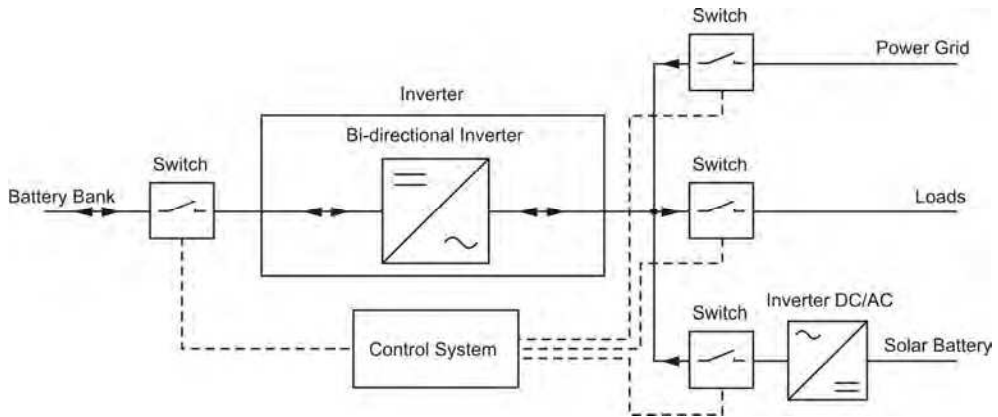 Switch
Power Grid
Inverter
Bi-directional Inverter
Switch
Switch
Battery Bank
Loads
Inverter DC/AC
Switch
Control System
Solar Battery